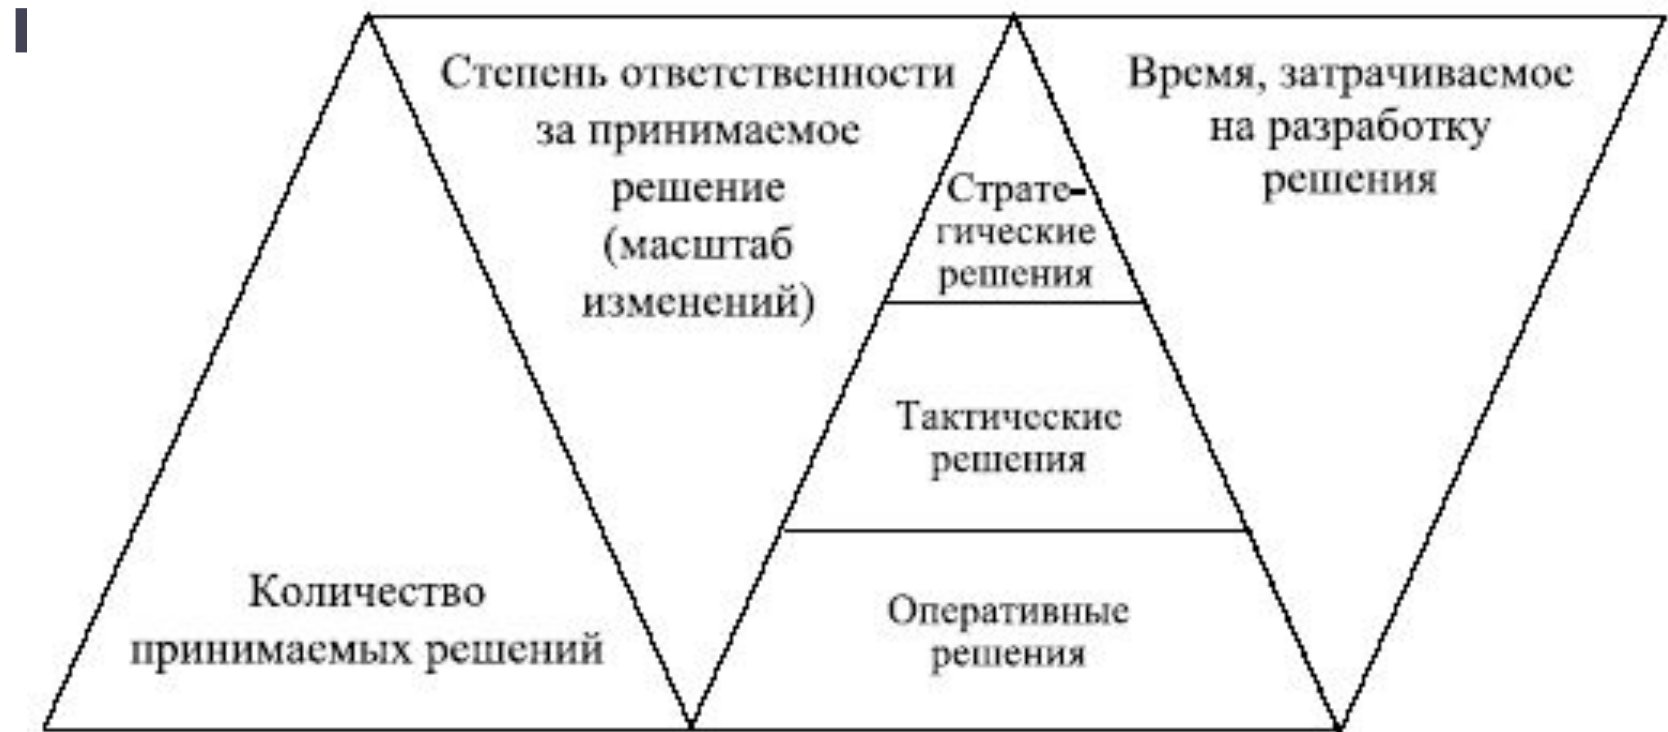 Степень ответственности
за принимаемое
решение
(масштаб
изменений)
Время, затрачиваемое
на разработку
решения
Страте-
гические
решения
Тактические
решения
Количество
принимаемых решений
Оперативные
решения